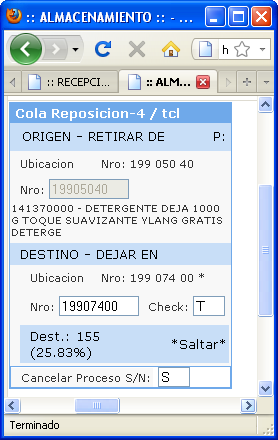 :: ALMACENAMIENTO :: - ...
h
:: RECEPCI...
:: ALM...
Cola Reposicion-4 / tcl
ORIGEN - RETIRAR DE P:
Ubicacion Nro: 199 050 40
Nro: 19905040
141370000 - DETERGENTE DEJA 1000
G TOQUE SUAVIZANTE YLANG GRATIS
DETERGE
DESTINO - DEJAR EN
Ubicacion Nro: 199 074 00 *
Nro: 19907400 Check: T
Dest.: 155
(25.83%) *Saltar*
Cancelar Proceso S/N: S
Terminado